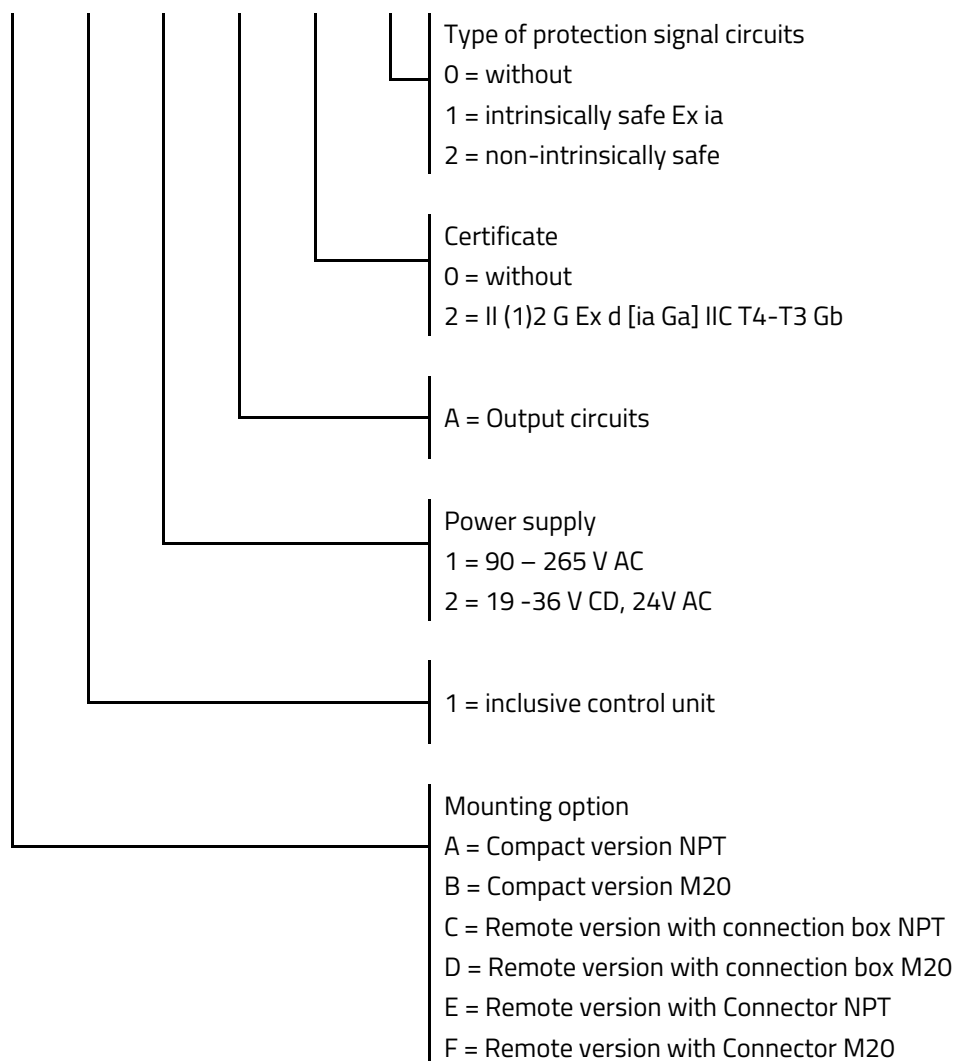 Type of protection signal circuits
0 = without
1 = intrinsically safe Ex ia
2 = non-intrinsically safe
Certificate
0 = without
2 = II (1)2 G Ex d [ia Ga] IIC T4-T3 Gb
A = Output circuits
Power supply
1 = 90 – 265 V AC
2 = 19 -36 V CD, 24V AC
1 = inclusive control unit
Mounting option
A = Compact version NPT
B = Compact version M20
C = Remote version with connection box NPT
D = Remote version with connection box M20
E = Remote version with Connector NPT
F = Remote version with Connector M20